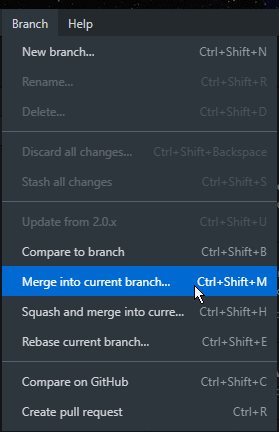 Branch Help
New branch... Ctrl+Shift+N
Rename... Ctrl+Shift+R
Delete... Ctrl+Shift+D
Discard all changes... Ctrl+Shift+Backspace
Stash all changes Ctrl+Shift+S
Update from 2.0.x Ctrl+Shift+U
Compare to branch Ctrl+Shift+B
Merge into current branch... Ctrl+Shift+M
Squash and merge into curre... Ctrl+Shift+H
Rebase current branch... Ctrl+Shift+E
Compare on GitHub Ctrl+Shift+C
Create pull request Ctrl+R